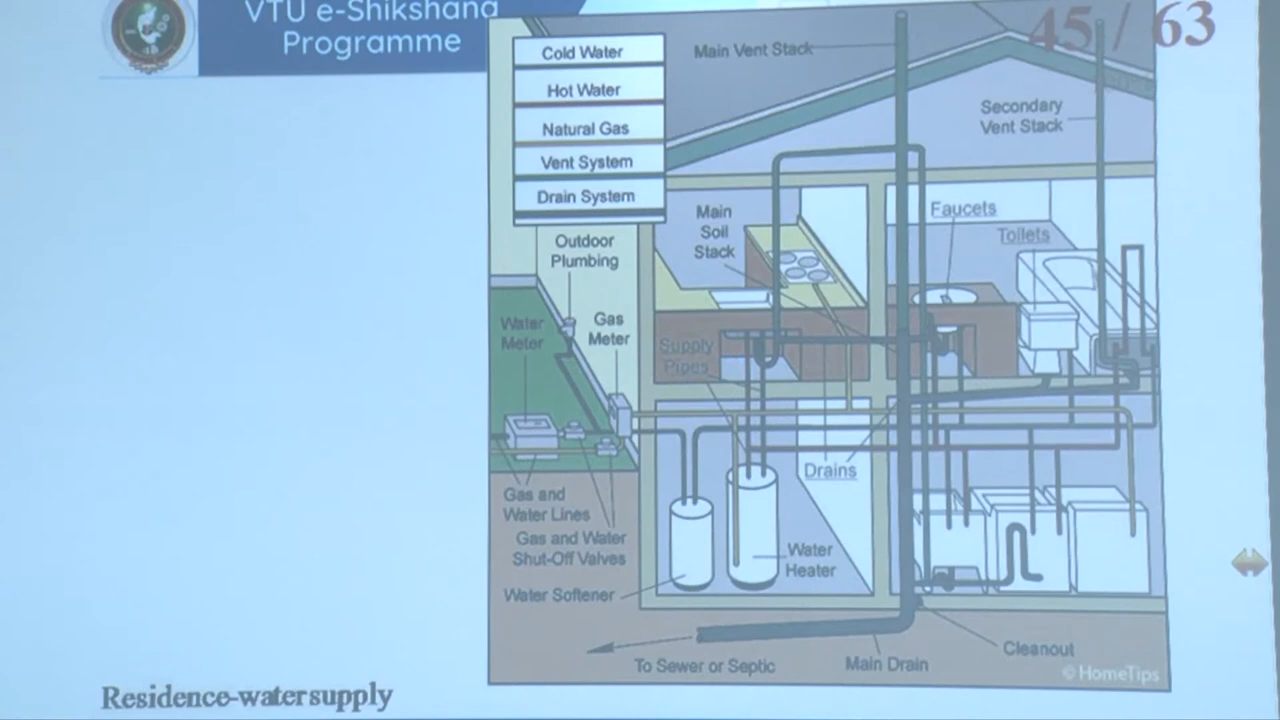 VTU e-Shikshana
Programme
45 / 63
Cold Water
Hot Water
Natural Gas
Vent System
Drain System
Main Vent Stack
Secondary
Vent Stack
Main
Soil
Stack
Faucets
Toilets
Outdoor
Plumbing
Water
Meter
Gas
Meter
Supply
Pipes
Drains
Gas and
Water Lines
Gas and Water
Shut-Off Valves
Water
Heater
Water Softener
Cleanout
To Sewer or Septic
Main Drain
© HomeTips
Residence-water supply